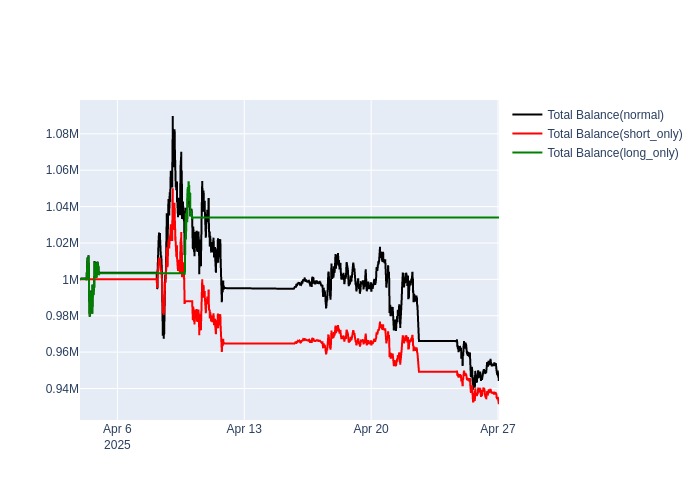 1.08M
1.06M
1.04M
1.02M
1M
0.98M
0.96M
0.94M
Apr 6
2025
Apr 13
Apr 20
Apr 27
Total Balance(normal)
Total Balance(short_only)
Total Balance(long_only)